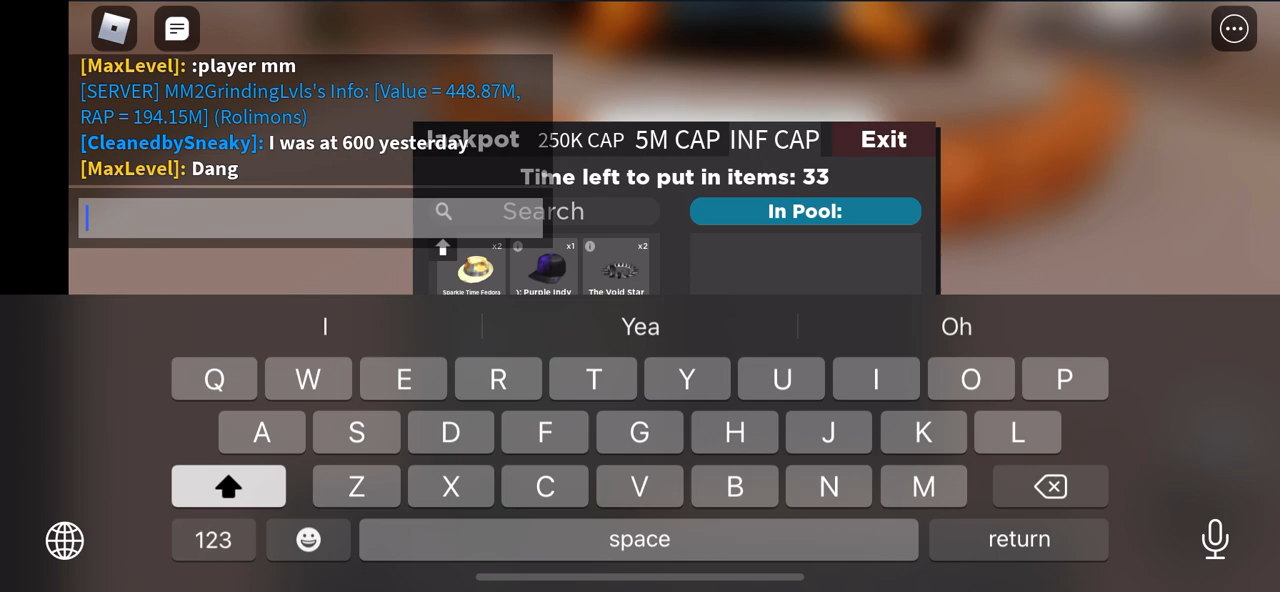 [MaxLevel]: :player mm
[SERVER] MM2GrindingLvls's Info: [Value = 448.87M,
RAP = 194.15M] (Rolimons)
[CleanedbySneaky]: I was at 600 yesterday
[MaxLevel]: Dang
Jackpot 250K CAP 5M CAP INF CAP Exit
Time left to put in items: 33
Search In Pool:
x2 x1 x2
Sparkle Time Fedora ): Purple Indy The Void Star
I Yea Oh
Q W E R T Y U I O P
A S D F G H J K L
Z X C V B N M
123 space return